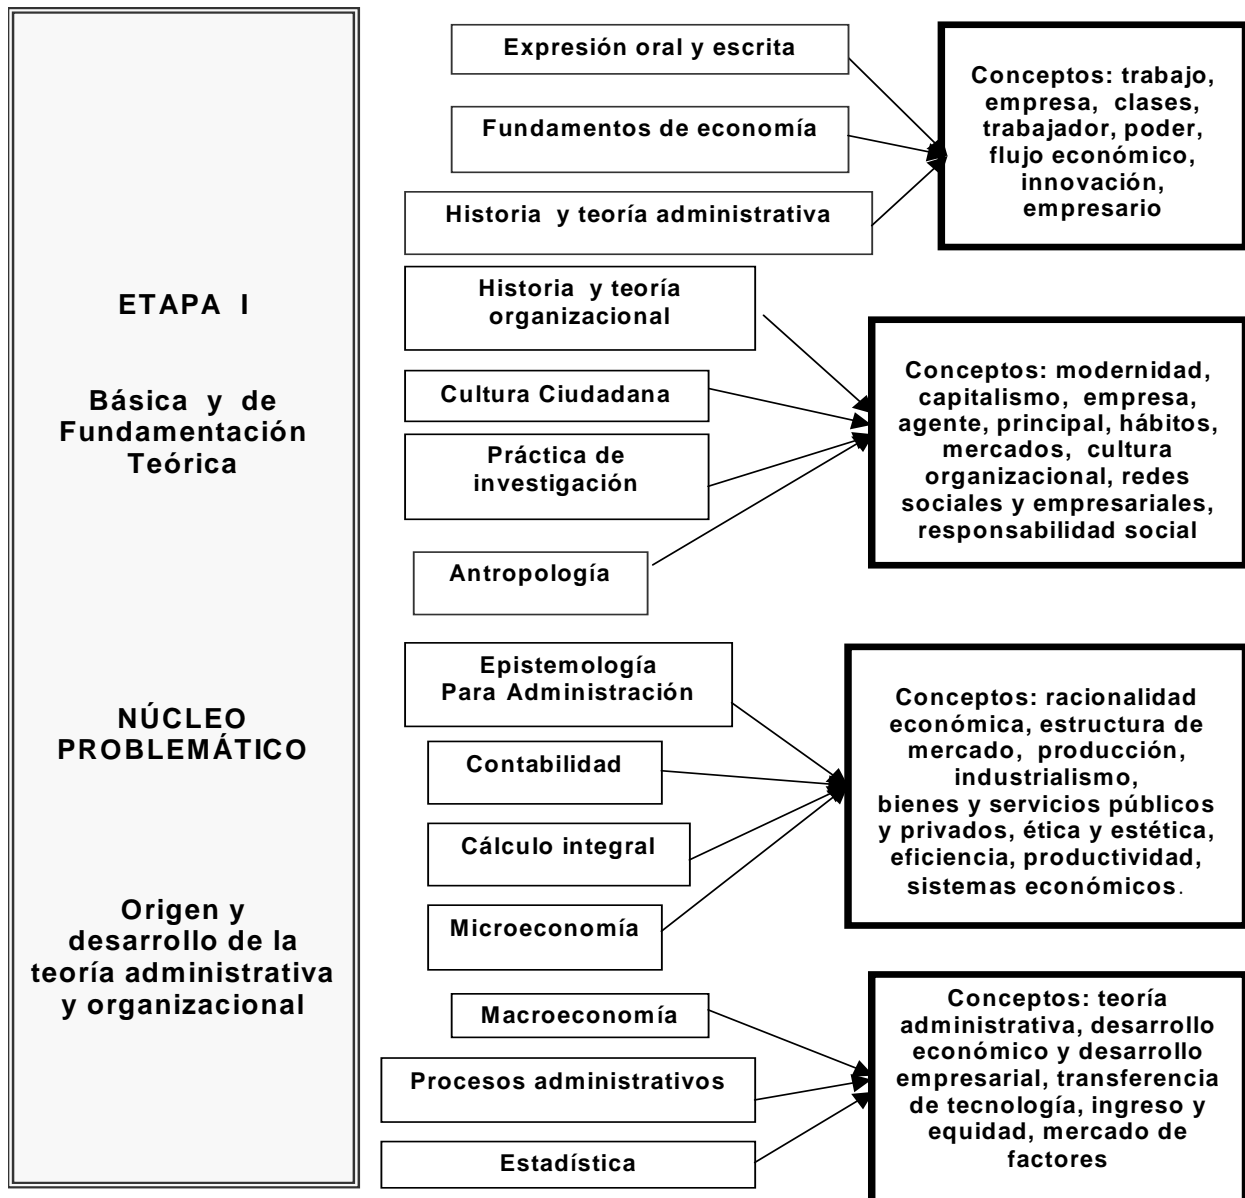 ETAPA I
Básica y de
Fundamentación
Teórica
NÚCLEO
PROBLEMÁTICO
Origen y
desarrollo de la
teoría administrativa
y organizacional
Expresión oral y escrita
Fundamentos de economía
Historia y teoría administrativa
Conceptos: trabajo,
empresa, clases,
trabajador, poder,
flujo económico,
innovación,
empresario
Historia y teoría
organizacional
Cultura Ciudadana
Práctica de
investigación
Antropología
Conceptos: modernidad,
capitalismo, empresa,
agente, principal, hábitos,
mercados, cultura
organizacional, redes
sociales y empresariales,
responsabilidad social
Epistemología
Para Administración
Contabilidad
Cálculo integral
Microeconomía
Conceptos: racionalidad
económica, estructura de
mercado, producción,
industrialismo,
bienes y servicios públicos
y privados, ética y estética,
eficiencia, productividad,
sistemas económicos.
Macroeconomía
Procesos administrativos
Estadística
Conceptos: teoría
administrativa, desarrollo
económico y desarrollo
empresarial, transferencia
de tecnología, ingreso y
equidad, mercado de
factores